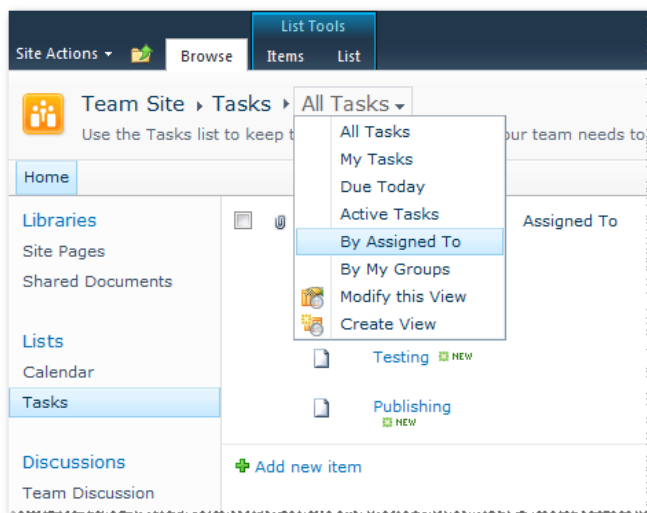 List Tools
Site Actions
Browse
Items
List
Team Site ▸ Tasks ▸ All Tasks
Use the Tasks list to keep t
our team needs to
All Tasks
My Tasks
Due Today
Active Tasks
By Assigned To
By My Groups
Modify this View
Create View
Home
Libraries
Site Pages
Shared Documents
Lists
Calendar
Tasks
Discussions
Team Discussion
Assigned To
Testing NEW
Publishing
NEW
Add new item